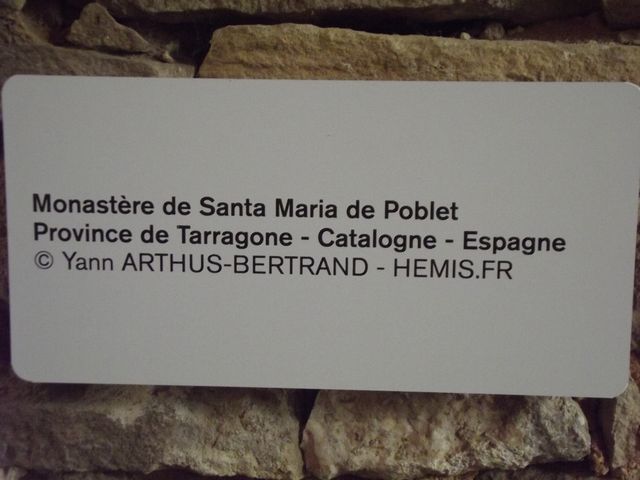 Monastère de Santa Maria de Poblet
Province de Tarragone - Catalogne - Espagne
© Yann ARTHUS-BERTRAND - HEMIS.FR